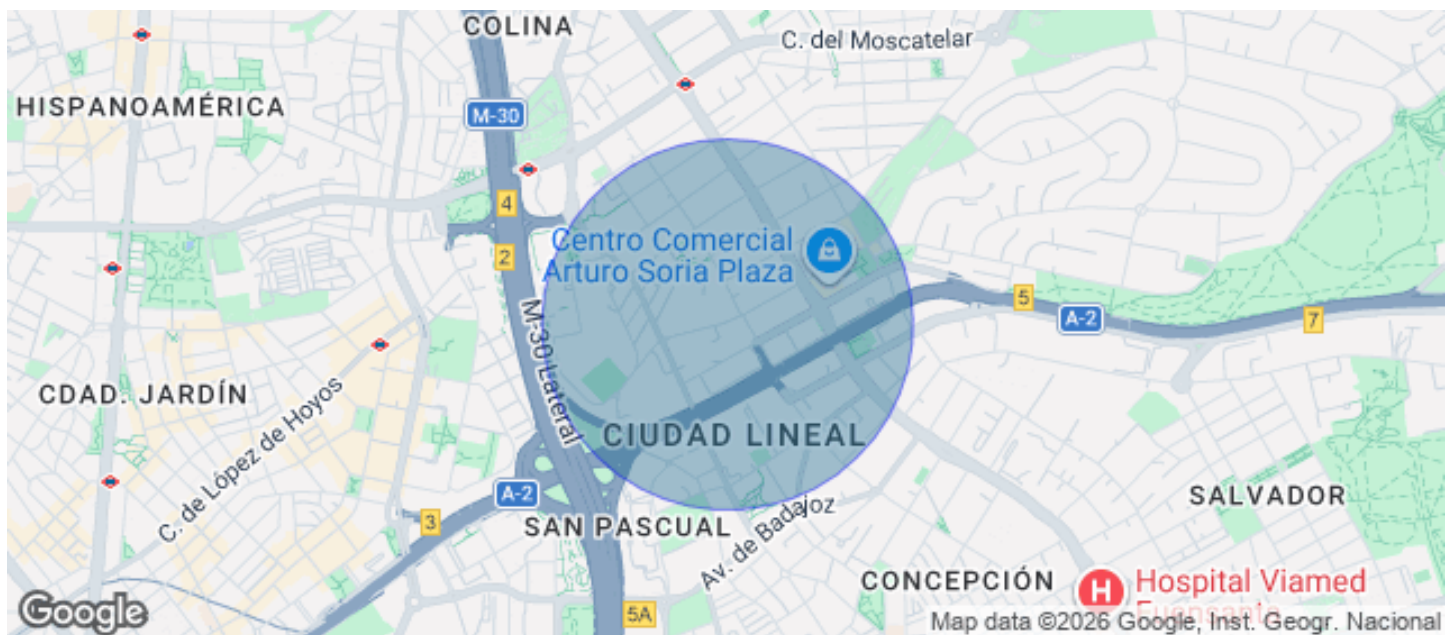 COLINA
C. del Moscatelar
HISPANOAMÉRICA
M-30
4
2
Centro Comercial
Arturo Soria Plaza
5
A-2
7
M-30 Lateral
CDAD. JARDÍN
C. de López de Hoyos
CIUDAD LINEAL
A-2
3
SAN PASCUAL
SALVADOR
Av. de Badajoz
CONCEPCIÓN
H
Hospital Viamed
Fuensanta
5A
Google
Map data ©2026 Google, Inst. Geogr. Nacional